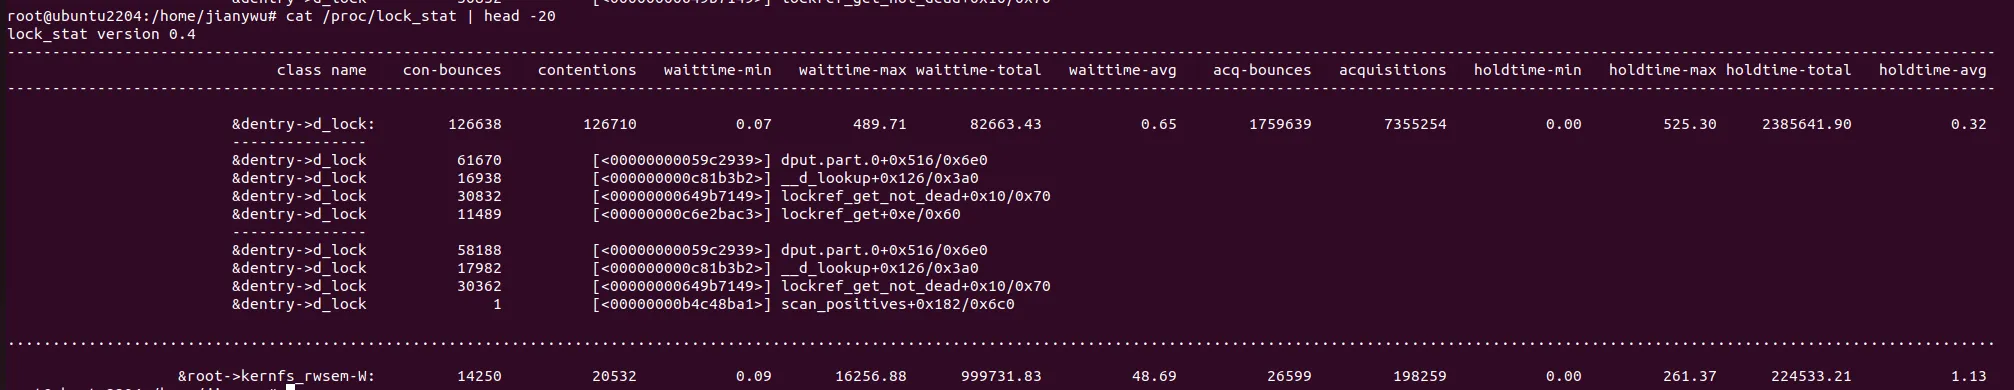 root@ubuntu2204:/home/jianywu# cat /proc/lock_stat | head -20
lock_stat version 0.4
-----------------------------------------------------------------------------------------------------------------------------------------------------------------------------------------------------------------------------
class name con-bounces contentions waittime-min waittime-max waittime-total waittime-avg acq-bounces acquisitions holdtime-min holdtime-max holdtime-total holdtime-avg
-----------------------------------------------------------------------------------------------------------------------------------------------------------------------------------------------------------------------------
&dentry->d_lock: 126638 126710 0.07 489.71 82663.43 0.65 1759639 7355254 0.00 525.30 2385641.90 0.32
---------------
&dentry->d_lock 61670 [<00000000059c2939>] dput.part.0+0x516/0x6e0
&dentry->d_lock 16938 [<00000000c81b3b2>] __d_lookup+0x126/0x3a0
&dentry->d_lock 30832 [<00000000649b7149>] lockref_get_not_dead+0x10/0x70
&dentry->d_lock 11489 [<00000000c6e2bac3>] lockref_get+0xe/0x60
---------------
&dentry->d_lock 58188 [<00000000059c2939>] dput.part.0+0x516/0x6e0
&dentry->d_lock 17982 [<00000000c81b3b2>] __d_lookup+0x126/0x3a0
&dentry->d_lock 30362 [<00000000649b7149>] lockref_get_not_dead+0x10/0x70
&dentry->d_lock 1 [<00000000b4c48ba1>] scan_positives+0x182/0x6c0
.............................................................................................................................................................................................................................
&root->kernfs_rwsem-W: 14250 20532 0.09 16256.88 999731.83 48.69 26599 198259 0.00 261.37 224533.21 1.13